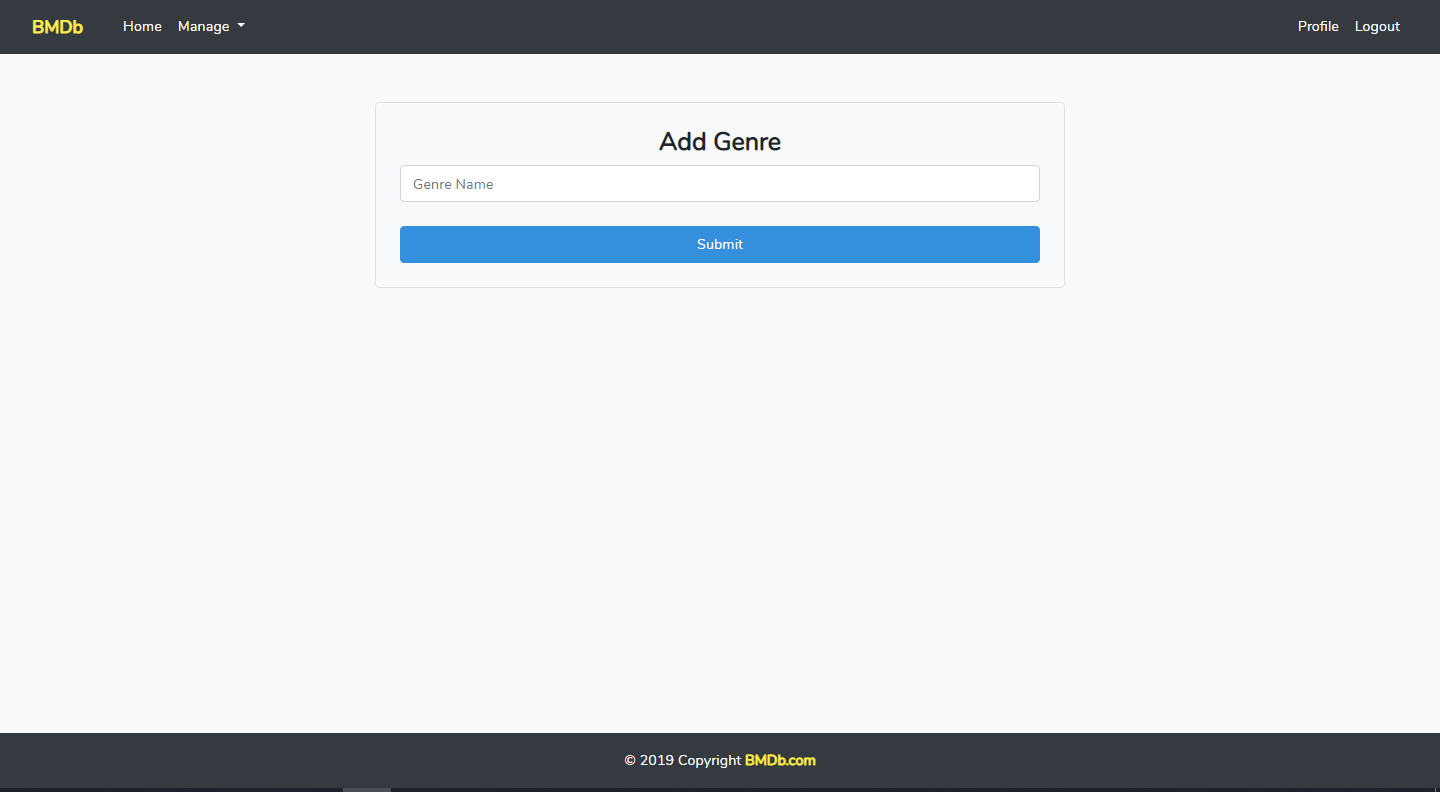 BMDb Home Manage Profile Logout
Add Genre
Genre Name
Submit
© 2019 Copyright BMDb.com